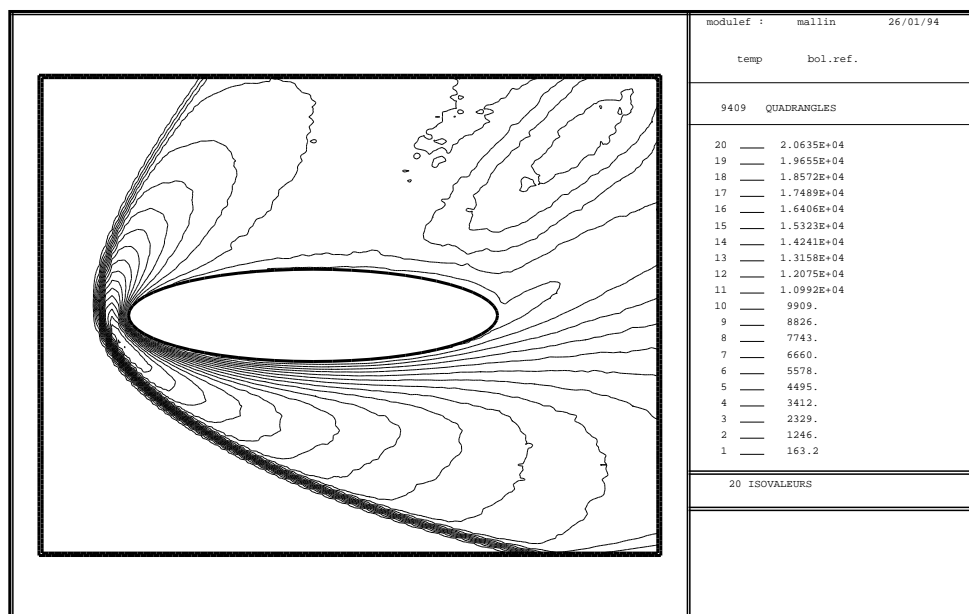 modulef : mallin 26/01/94
temp bol.ref.
9409 QUADRANGLES
20 2.0635E+04
19 1.9655E+04
18 1.8572E+04
17 1.7489E+04
16 1.6406E+04
15 1.5323E+04
14 1.4241E+04
13 1.3158E+04
12 1.2075E+04
11 1.0992E+04
10 9909.
9 8826.
8 7743.
7 6660.
6 5578.
5 4495.
4 3412.
3 2329.
2 1246.
1 163.2
20 ISOVALEURS